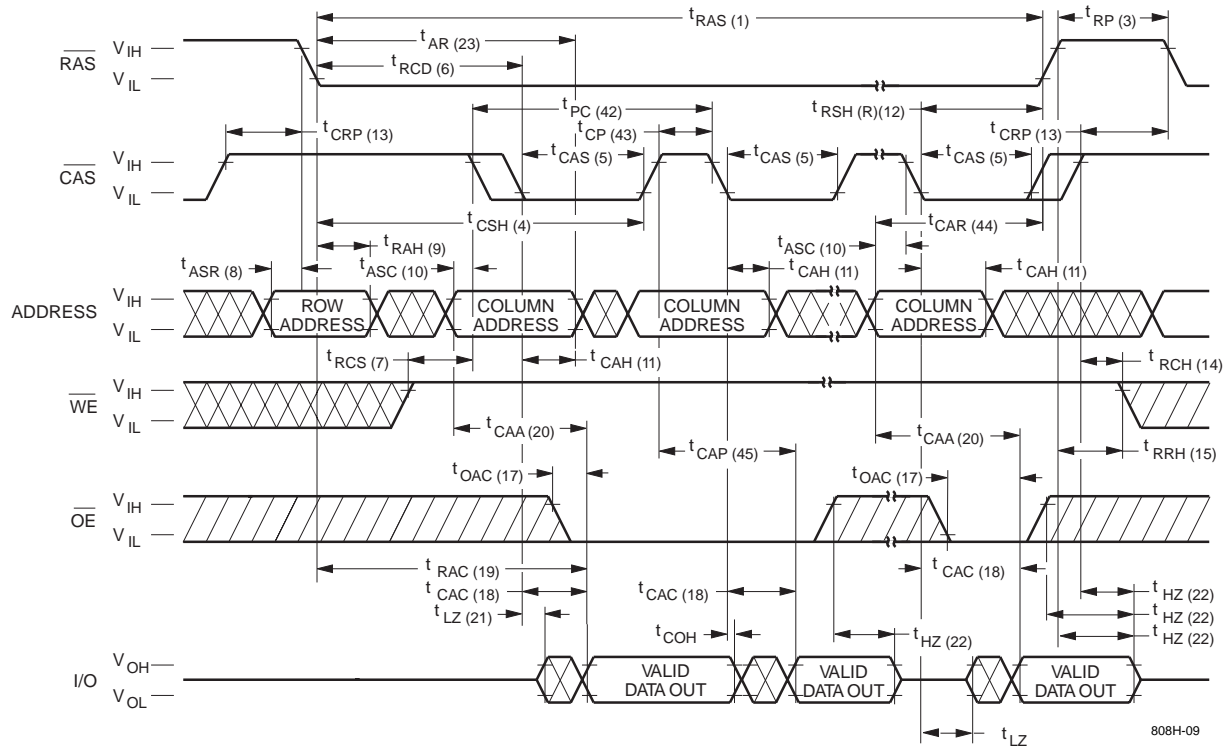 t RAS (1)
t RP (3)
t AR (23)
RAS
V IH
V IL
t RCD (6)
t PC (42)
t RSH (R)(12)
t CRP (13)
t CP (43)
t CRP (13)
CAS
V IH
V IL
t CAS (5)
t CAS (5)
t CAS (5)
t CSH (4)
t CAR (44)
t RAH (9)
t ASC (10)
t ASR (8)
t ASC (10)
t CAH (11)
t CAH (11)
ADDRESS
V IH
V IL
ROW
ADDRESS
COLUMN
ADDRESS
COLUMN
ADDRESS
COLUMN
ADDRESS
t RCS (7)
t CAH (11)
t RCH (14)
WE
V IH
V IL
t CAA (20)
t CAA (20)
t CAP (45)
t RRH (15)
t OAC (17)
t OAC (17)
OE
V IH
V IL
t RAC (19)
t CAC (18)
t CAC (18)
t CAC (18)
t HZ (22)
t LZ (21)
t HZ (22)
t COH
t HZ (22)
t HZ (22)
I/O
V OH
V OL
VALID
DATA OUT
VALID
DATA OUT
VALID
DATA OUT
t LZ
808H-09